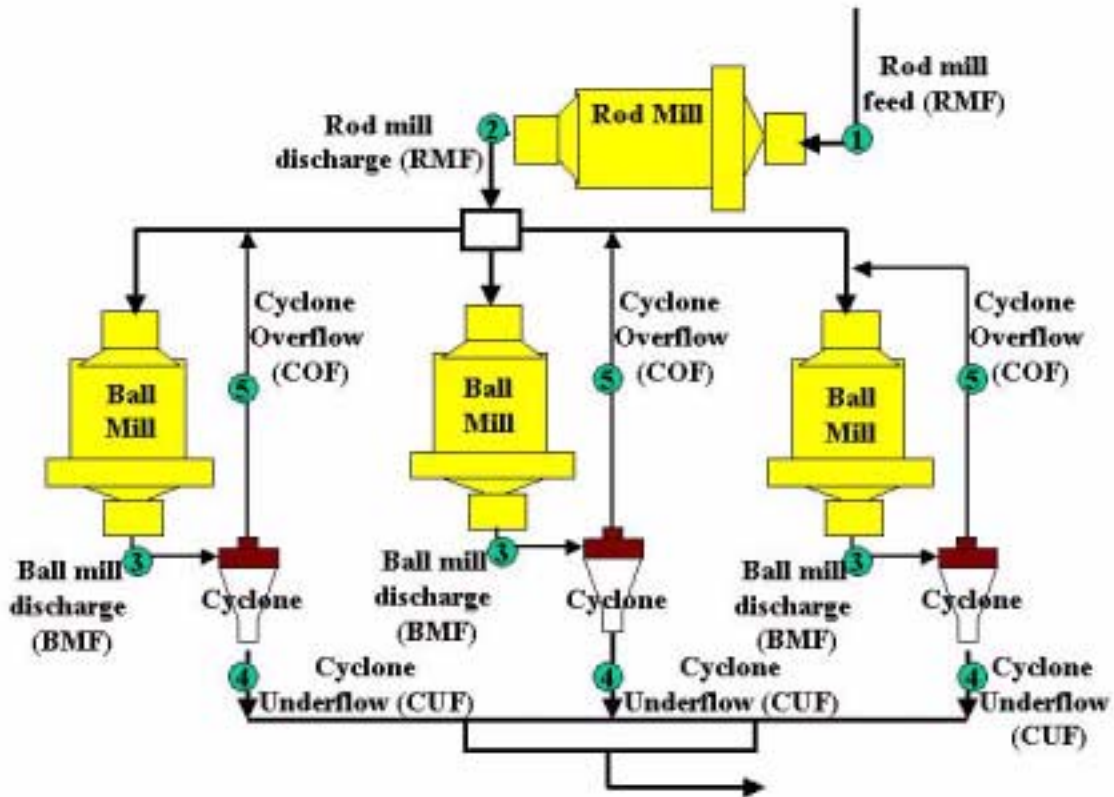 Rod mill
feed (RMF)
1
Rod Mill
2
Rod mill
discharge (RMF)
Cyclone
Overflow
(COF)
5
Cyclone
Overflow
(COF)
5
Cyclone
Overflow
(COF)
5
Ball
Mill
Ball
Mill
Ball
Mill
3
Ball mill
discharge
(BMF)
Cyclone
3
Ball mill
discharge
(BMF)
Cyclone
3
Ball mill
discharge
(BMF)
Cyclone
4
Cyclone
Underflow (CUF)
4
Cyclone
Underflow (CUF)
4
Cyclone
Underflow
(CUF)